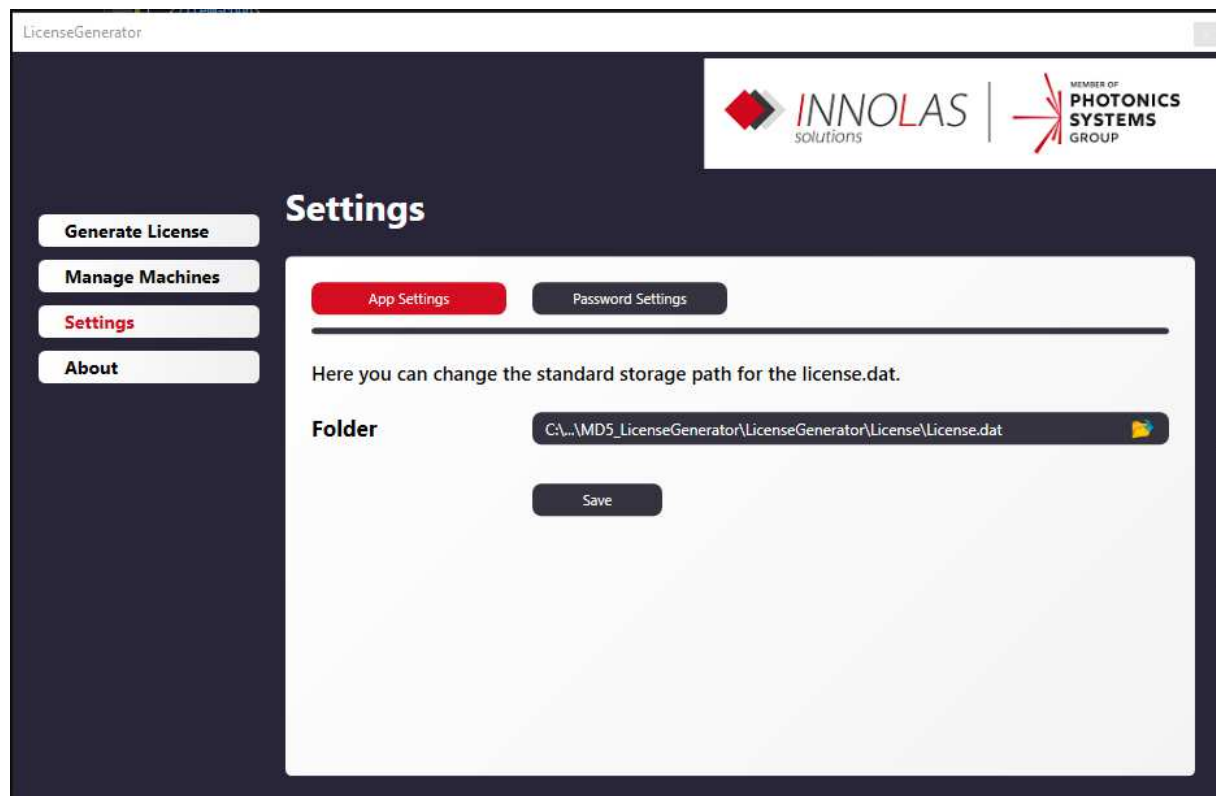 LicenseGenerator
INNOLAS
solutions
MEMBER OF
PHOTONICS
SYSTEMS
GROUP
Settings
Generate License
Manage Machines
Settings
About
App Settings
Password Settings
Here you can change the standard storage path for the license.dat.
Folder
C:\...\MD5_LicenseGenerator\LicenseGenerator\License\License.dat
Save